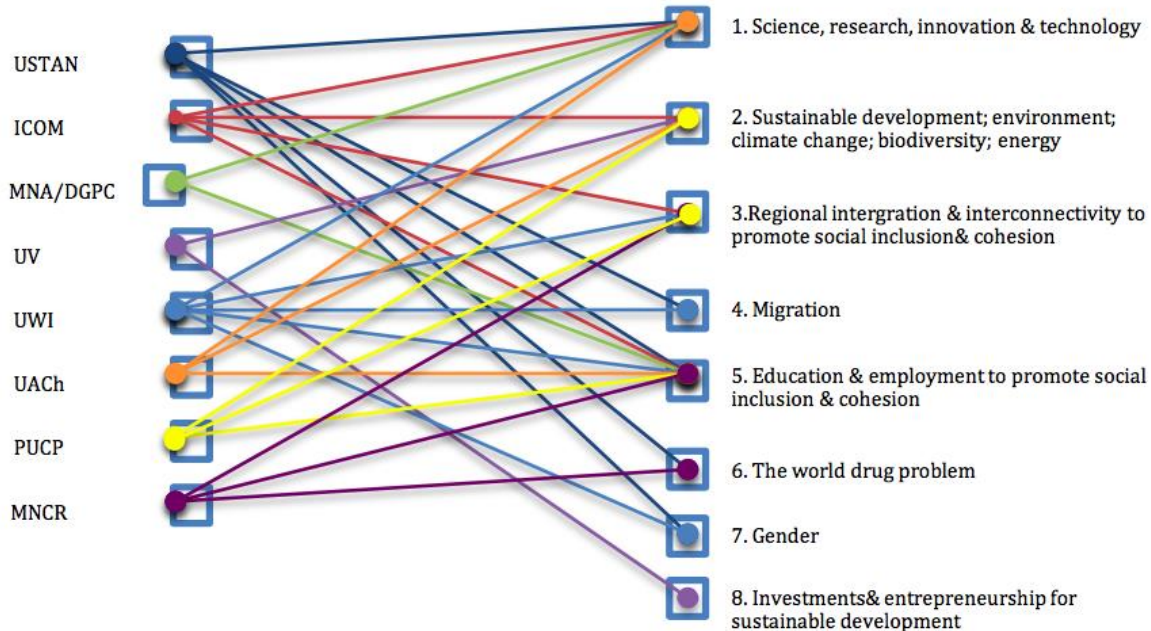 USTAN
ICOM
MNA/DGPC
UV
UWI
UACh
PUCP
MNCR
1. Science, research, innovation & technology
2. Sustainable development; environment;
climate change; biodiversity; energy
3.Regional intergration & interconnectivity to
promote social inclusion& cohesion
4. Migration
5. Education & employment to promote social
inclusion & cohesion
6. The world drug problem
7. Gender
8. Investments& entrepreneurship for
sustainable development